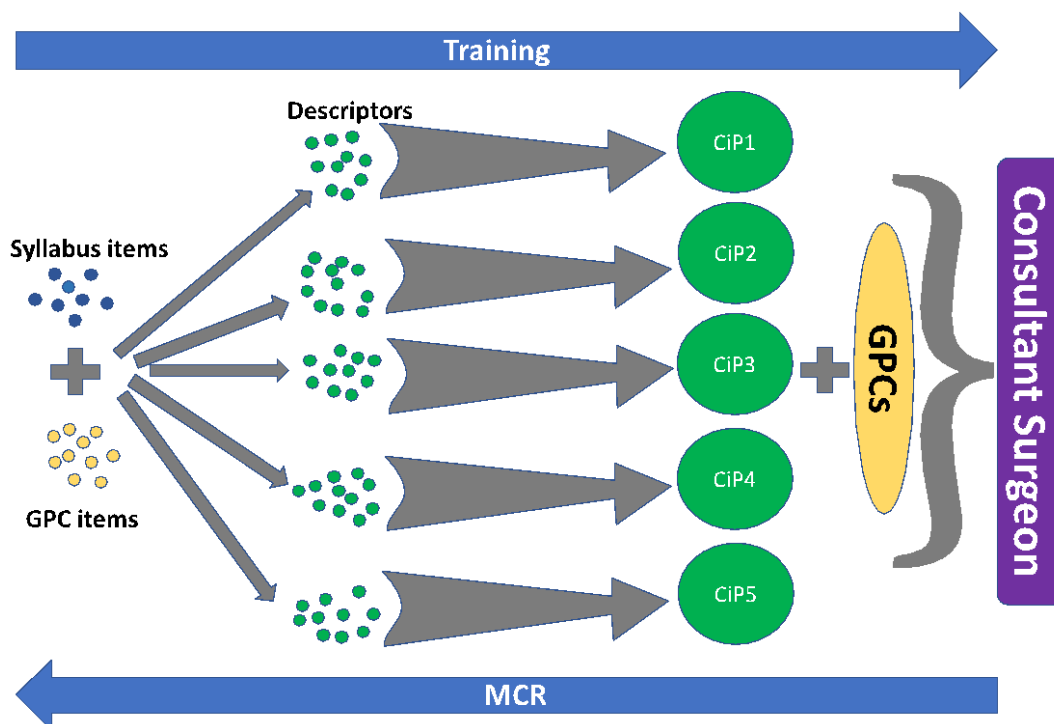 Training
Descriptors
CiP1
Syllabus items
CiP2
CiP3
GPCs
Consultant Surgeon
GPC items
CiP4
CiP5
MCR